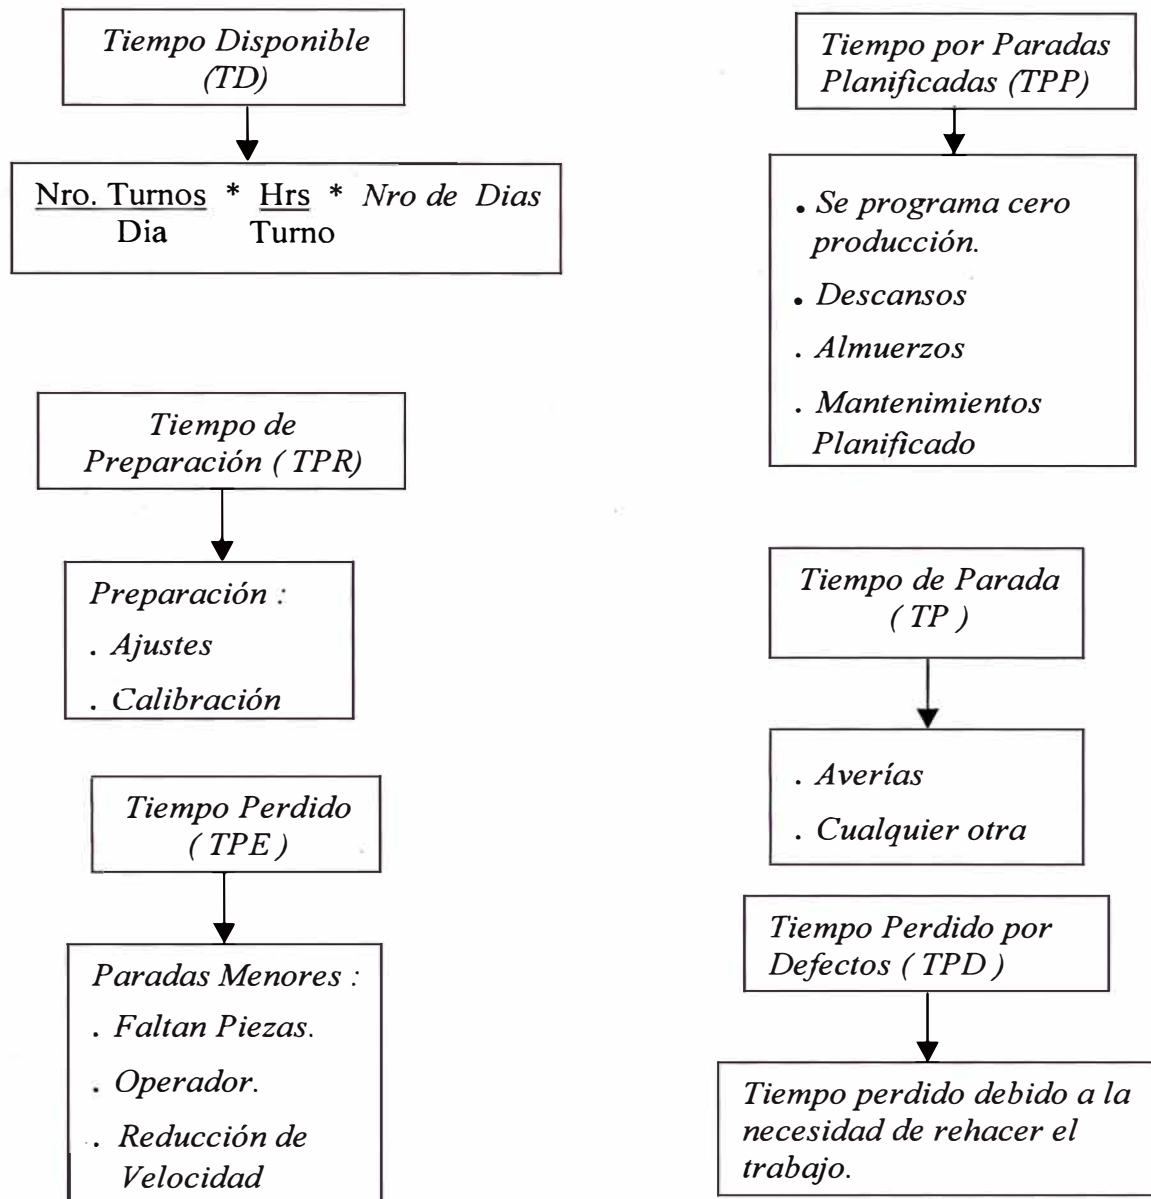 Tiempo Disponible
(TD)
Nro. Turnos * Hrs * Nro de Dias
Dia Turno
Tiempo por Paradas
Planificadas (TPP)
. Se programa cero
producción.
. Descansos
. Almuerzos
. Mantenimientos
Planificado
Tiempo de
Preparación ( TPR)
Preparación :
. Ajustes
. Calibración
Tiempo de Parada
( TP )
. Averías
. Cualquier otra
Tiempo Perdido
( TPE )
Paradas Menores :
. Faltan Piezas.
. Operador.
. Reducción de
Velocidad
Tiempo Perdido por
Defectos ( TPD )
Tiempo perdido debido a la
necesidad de rehacer el
trabajo.